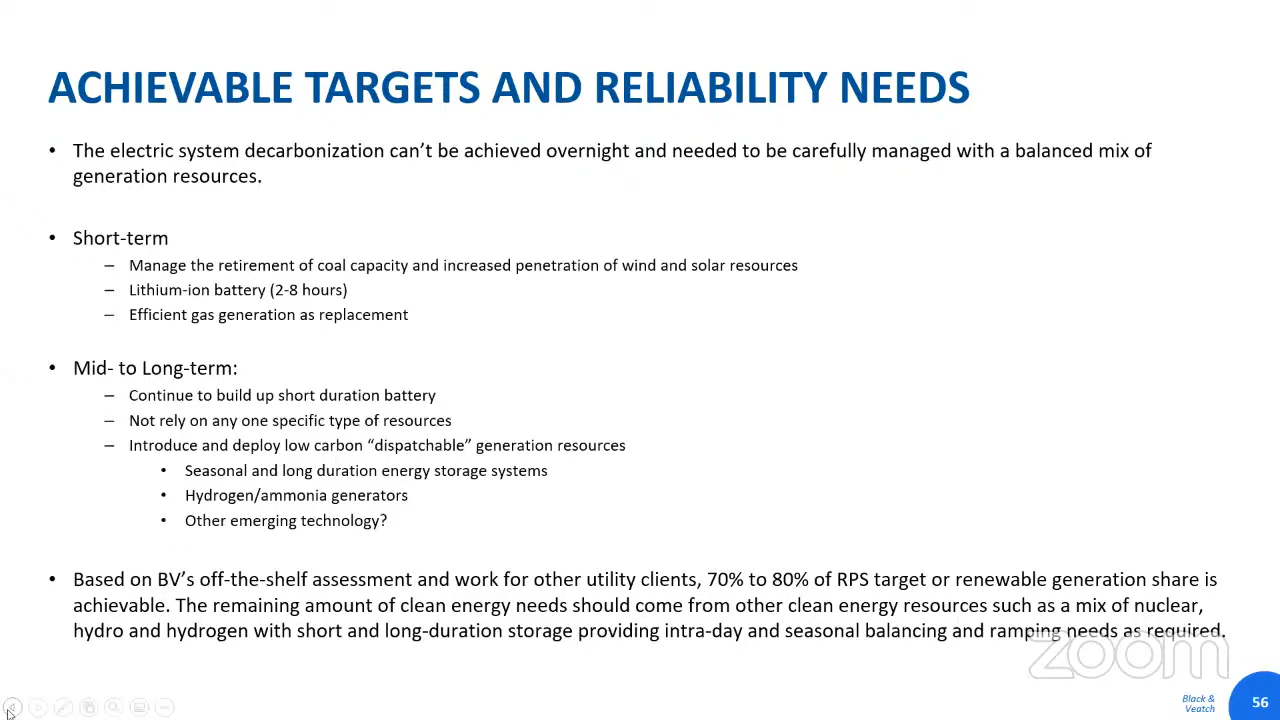 ACHIEVABLE TARGETS AND RELIABILITY NEEDS
• The electric system decarbonization can’t be achieved overnight and needed to be carefully managed with a balanced mix of
generation resources.
• Short-term
– Manage the retirement of coal capacity and increased penetration of wind and solar resources
– Lithium-ion battery (2-8 hours)
– Efficient gas generation as replacement
• Mid- to Long-term:
– Continue to build up short duration battery
– Not rely on any one specific type of resources
– Introduce and deploy low carbon “dispatchable” generation resources
• Seasonal and long duration energy storage systems
• Hydrogen/ammonia generators
• Other emerging technology?
• Based on BV’s off-the-shelf assessment and work for other utility clients, 70% to 80% of RPS target or renewable generation share is
achievable. The remaining amount of clean energy needs should come from other clean energy resources such as a mix of nuclear,
hydro and hydrogen with short and long-duration storage providing intra-day and seasonal balancing and ramping needs as required.
zoom
Black &
Veatch
56